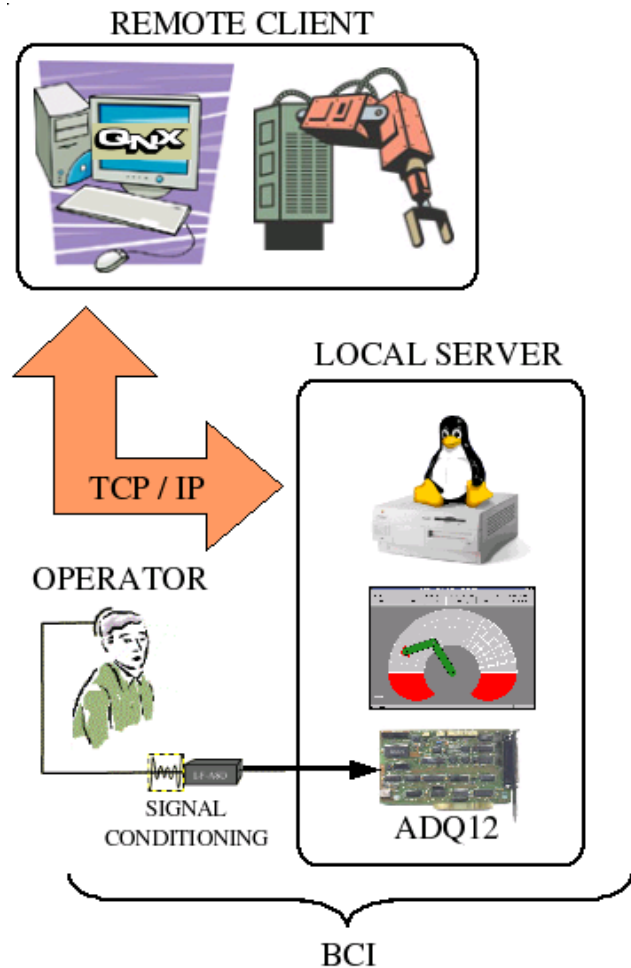 REMOTE CLIENT
QNX
LOCAL SERVER
TCP / IP
OPERATOR
SIGNAL
CONDITIONING
ADQ12
BCI